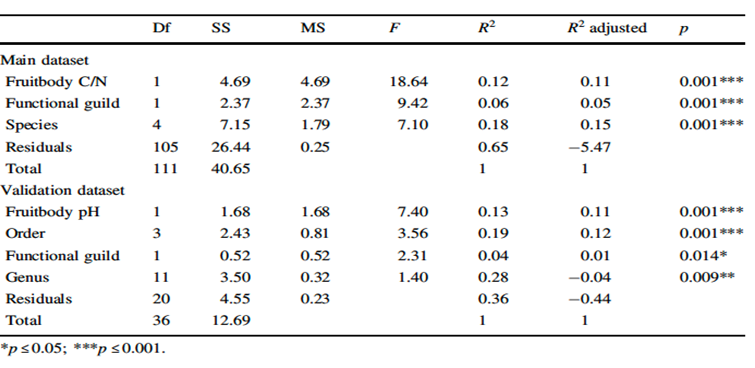 Df SS MS F R² R² adjusted p
Main dataset
Fruitbody C/N 1 4.69 4.69 18.64 0.12 0.11 0.001***
Functional guild 1 2.37 2.37 9.42 0.06 0.05 0.001***
Species 4 7.15 1.79 7.10 0.18 0.15 0.001***
Residuals 105 26.44 0.25 0.65 −5.47
Total 111 40.65 1 1
Validation dataset
Fruitbody pH 1 1.68 1.68 7.40 0.13 0.11 0.001***
Order 3 2.43 0.81 3.56 0.19 0.12 0.001***
Functional guild 1 0.52 0.52 2.31 0.04 0.01 0.014*
Genus 11 3.50 0.32 1.40 0.28 −0.04 0.009**
Residuals 20 4.55 0.23 0.36 −0.44
Total 36 12.69 1 1
*p ≤ 0.05; ***p ≤ 0.001.